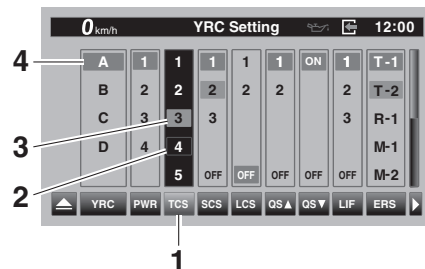 0 km/h YRC Setting 12:00
4 A 1 1 1 1 1 ON 1 T-1
B 2 2 2 2 2 2 T-2
3 C 3 3 3 3 R-1
2 D 4 4 M-1
5 OFF OFF OFF OFF OFF M-2
YRC PWR TCS SCS LCS QS▲ QS▼ LIF ERS
1